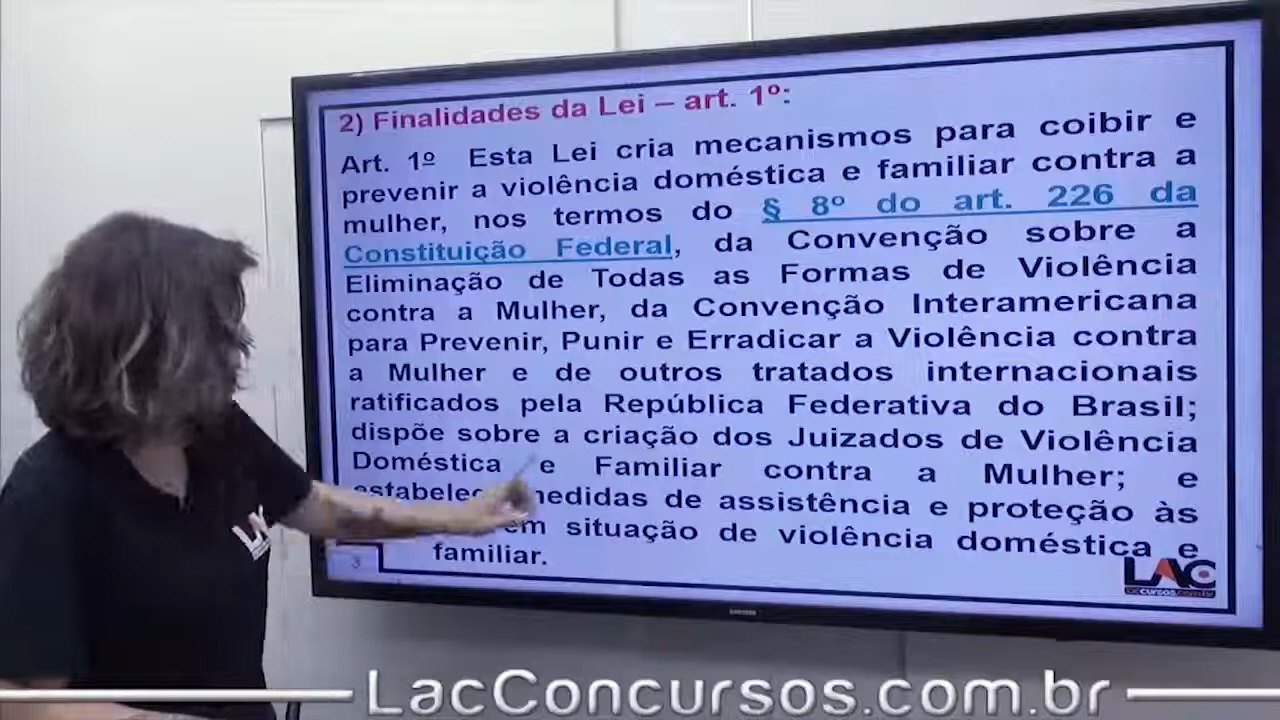 2) Finalidades da Lei – art. 1º:
Art. 1º Esta Lei cria mecanismos para coibir e
prevenir a violência doméstica e familiar contra a
mulher, nos termos do § 8º do art. 226 da
Constituição Federal, da Convenção sobre a
Eliminação de Todas as Formas de Violência
contra a Mulher, da Convenção Interamericana
para Prevenir, Punir e Erradicar a Violência contra
a Mulher e de outros tratados internacionais
ratificados pela República Federativa do Brasil;
dispõe sobre a criação dos Juizados de Violência
Doméstica e Familiar contra a Mulher; e
medidas de assistência e proteção às
em situação de violência doméstica e
familiar.
3
LAC
SAMSUNG
LacConcursos.com.br